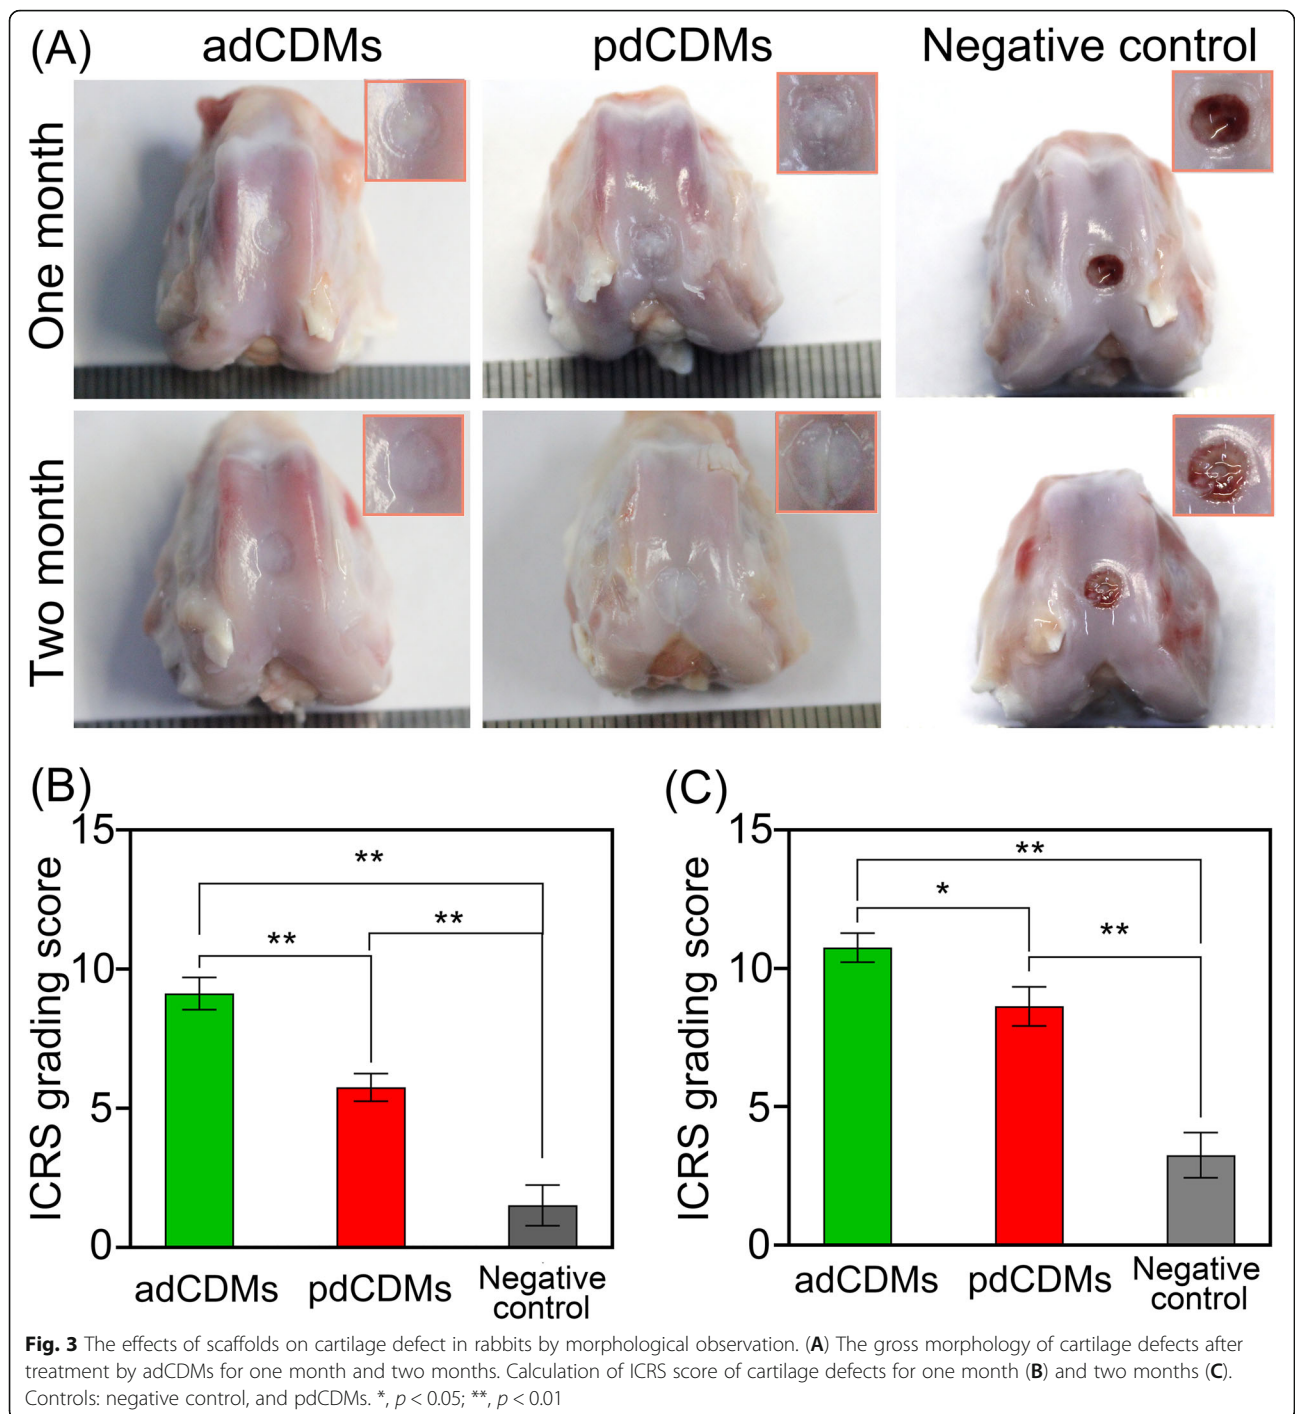 (A)
adCDMs pdCDMs Negative control
One month
Two month
(B)
ICRS grading score
15
10
5
0
**
**
**
adCDMs pdCDMs Negative
control
(C)
ICRS grading score
15
10
5
0
**
*
**
adCDMs pdCDMs Negative
control
Fig. 3 The effects of scaffolds on cartilage defect in rabbits by morphological observation. (A) The gross morphology of cartilage defects after
treatment by adCDMs for one month and two months. Calculation of ICRS score of cartilage defects for one month (B) and two months (C).
Controls: negative control, and pdCDMs. *, p < 0.05; **, p < 0.01